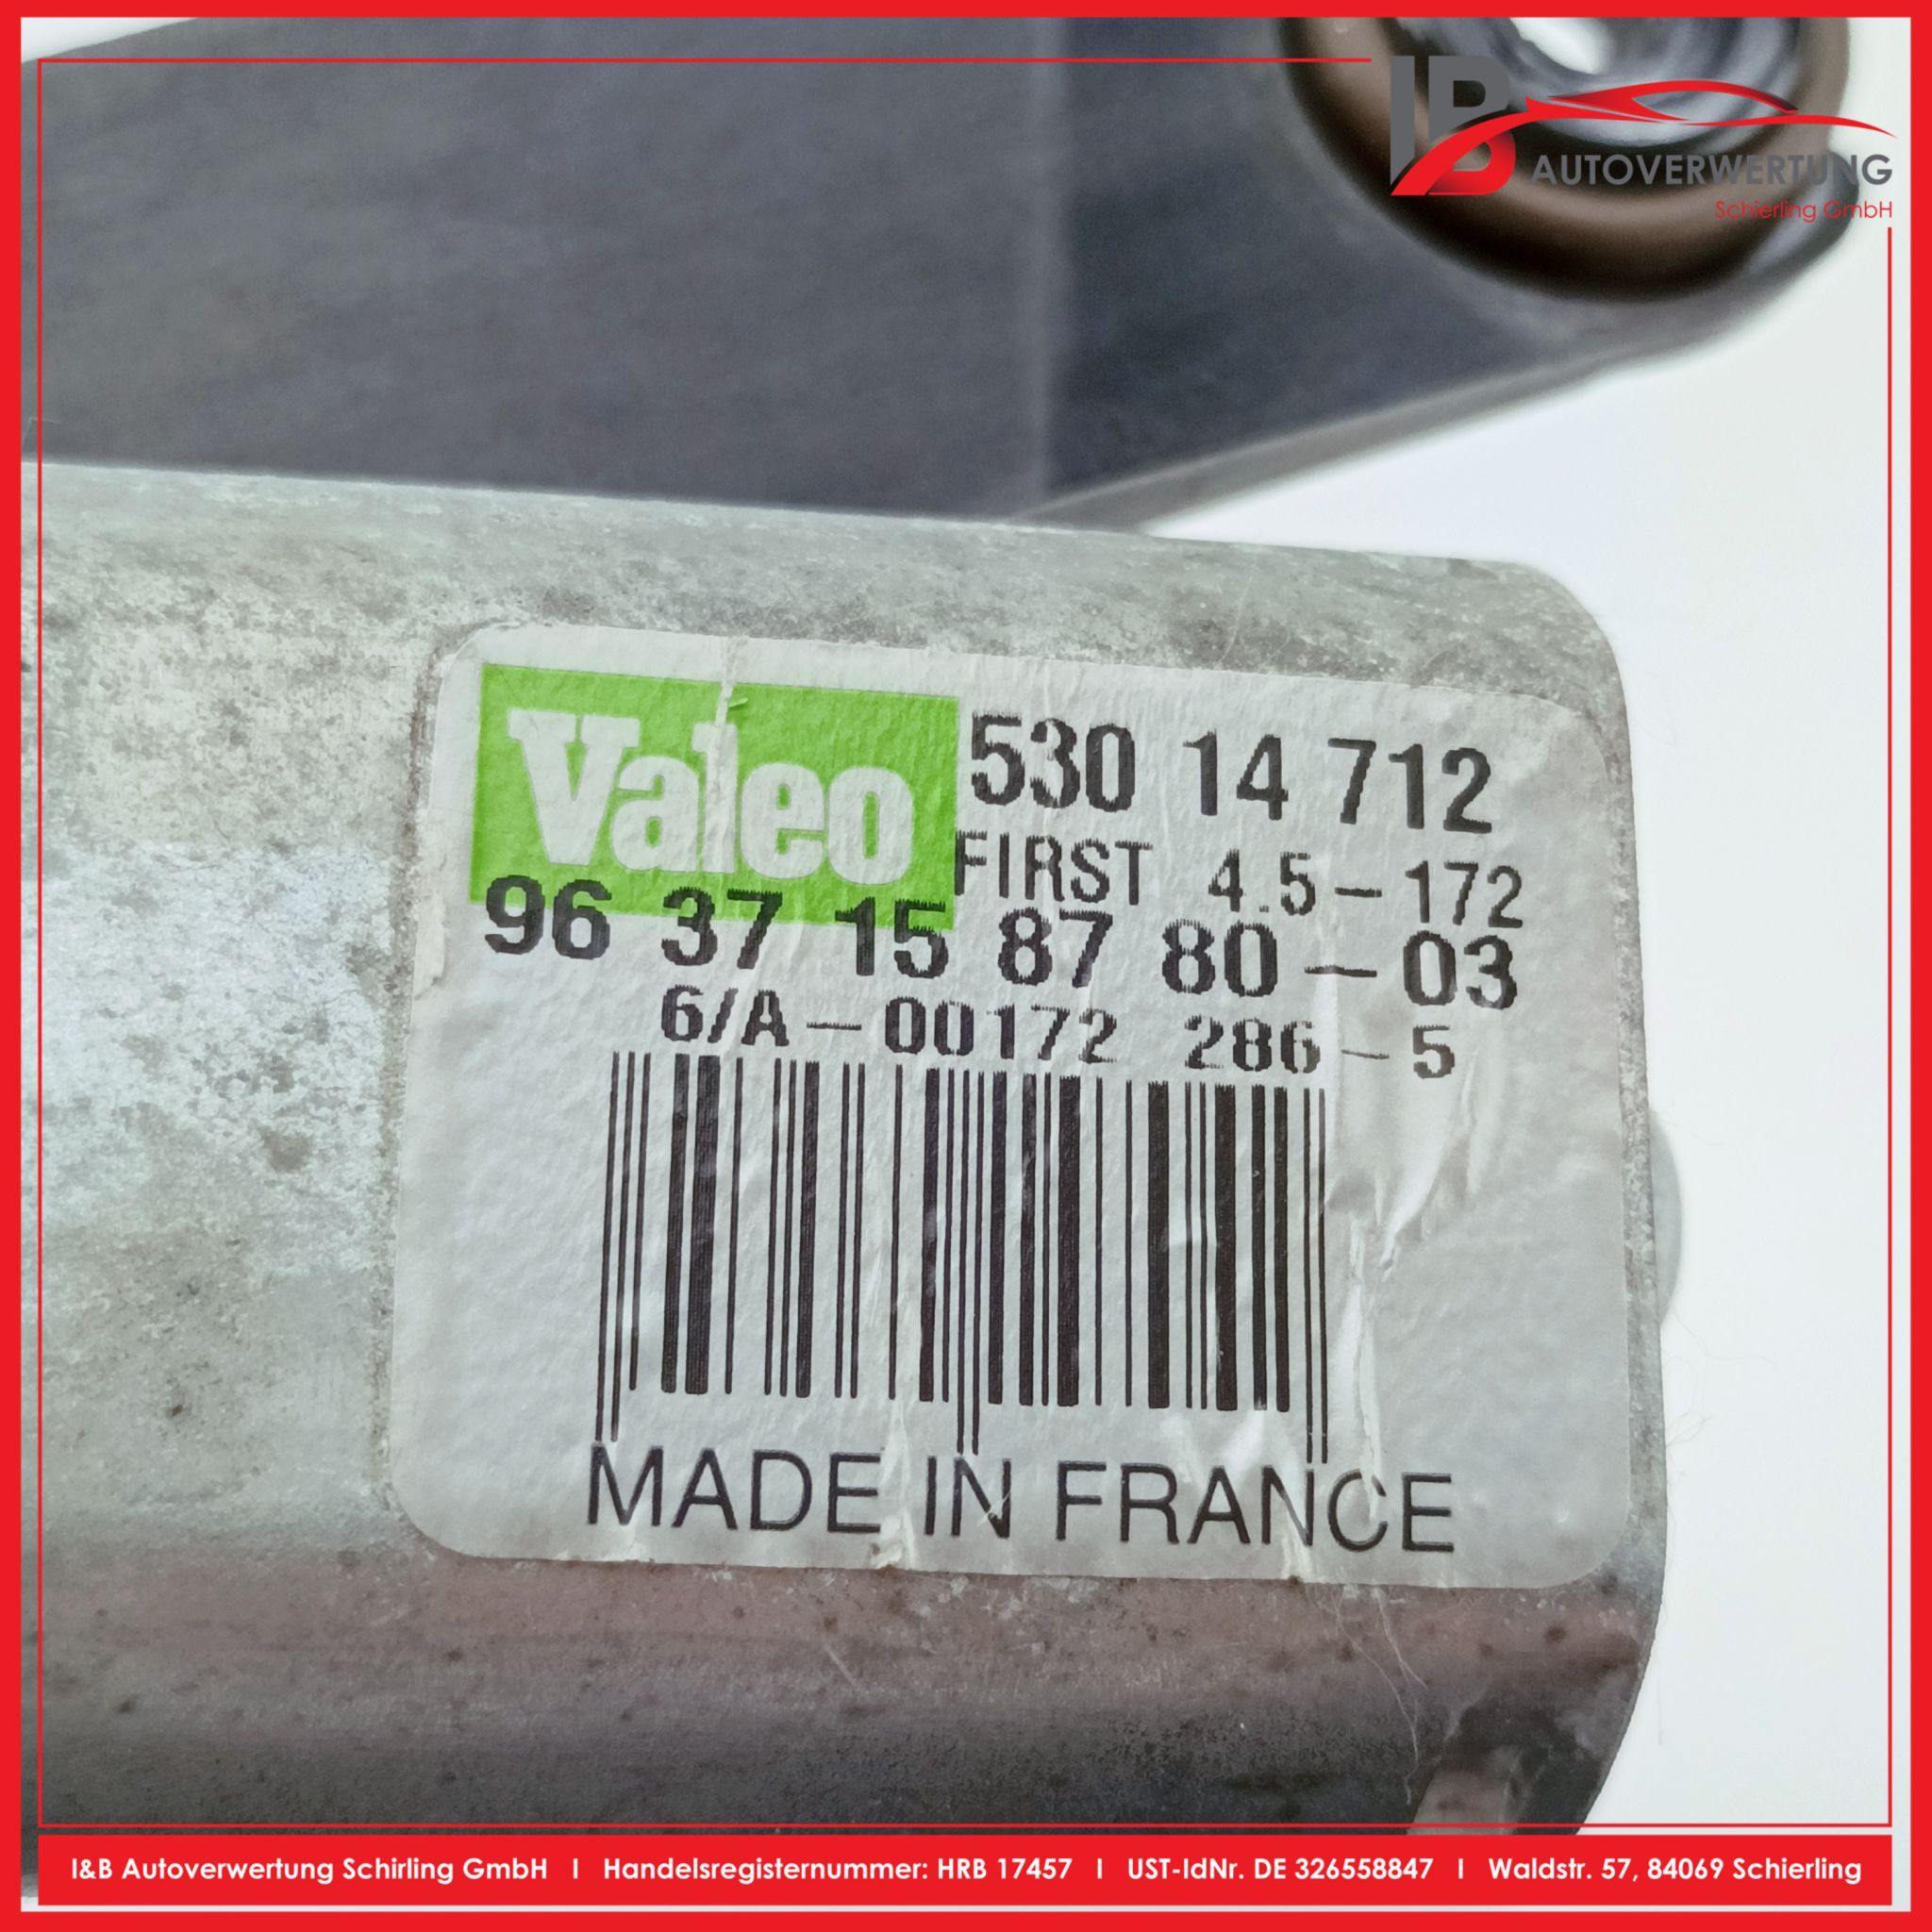 IB
AUTOVERWERTUNG
Schierling GmbH
Valeo
530 14 712
FIRST 4.5-172
96 37 15 87 80-03
6/A-00172 286-5
MADE IN FRANCE
I&B Autoverwertung Schirling GmbH I Handelsregisternummer: HRB 17457 I UST-IdNr. DE 326558847 I Waldstr. 57, 84069 Schierling